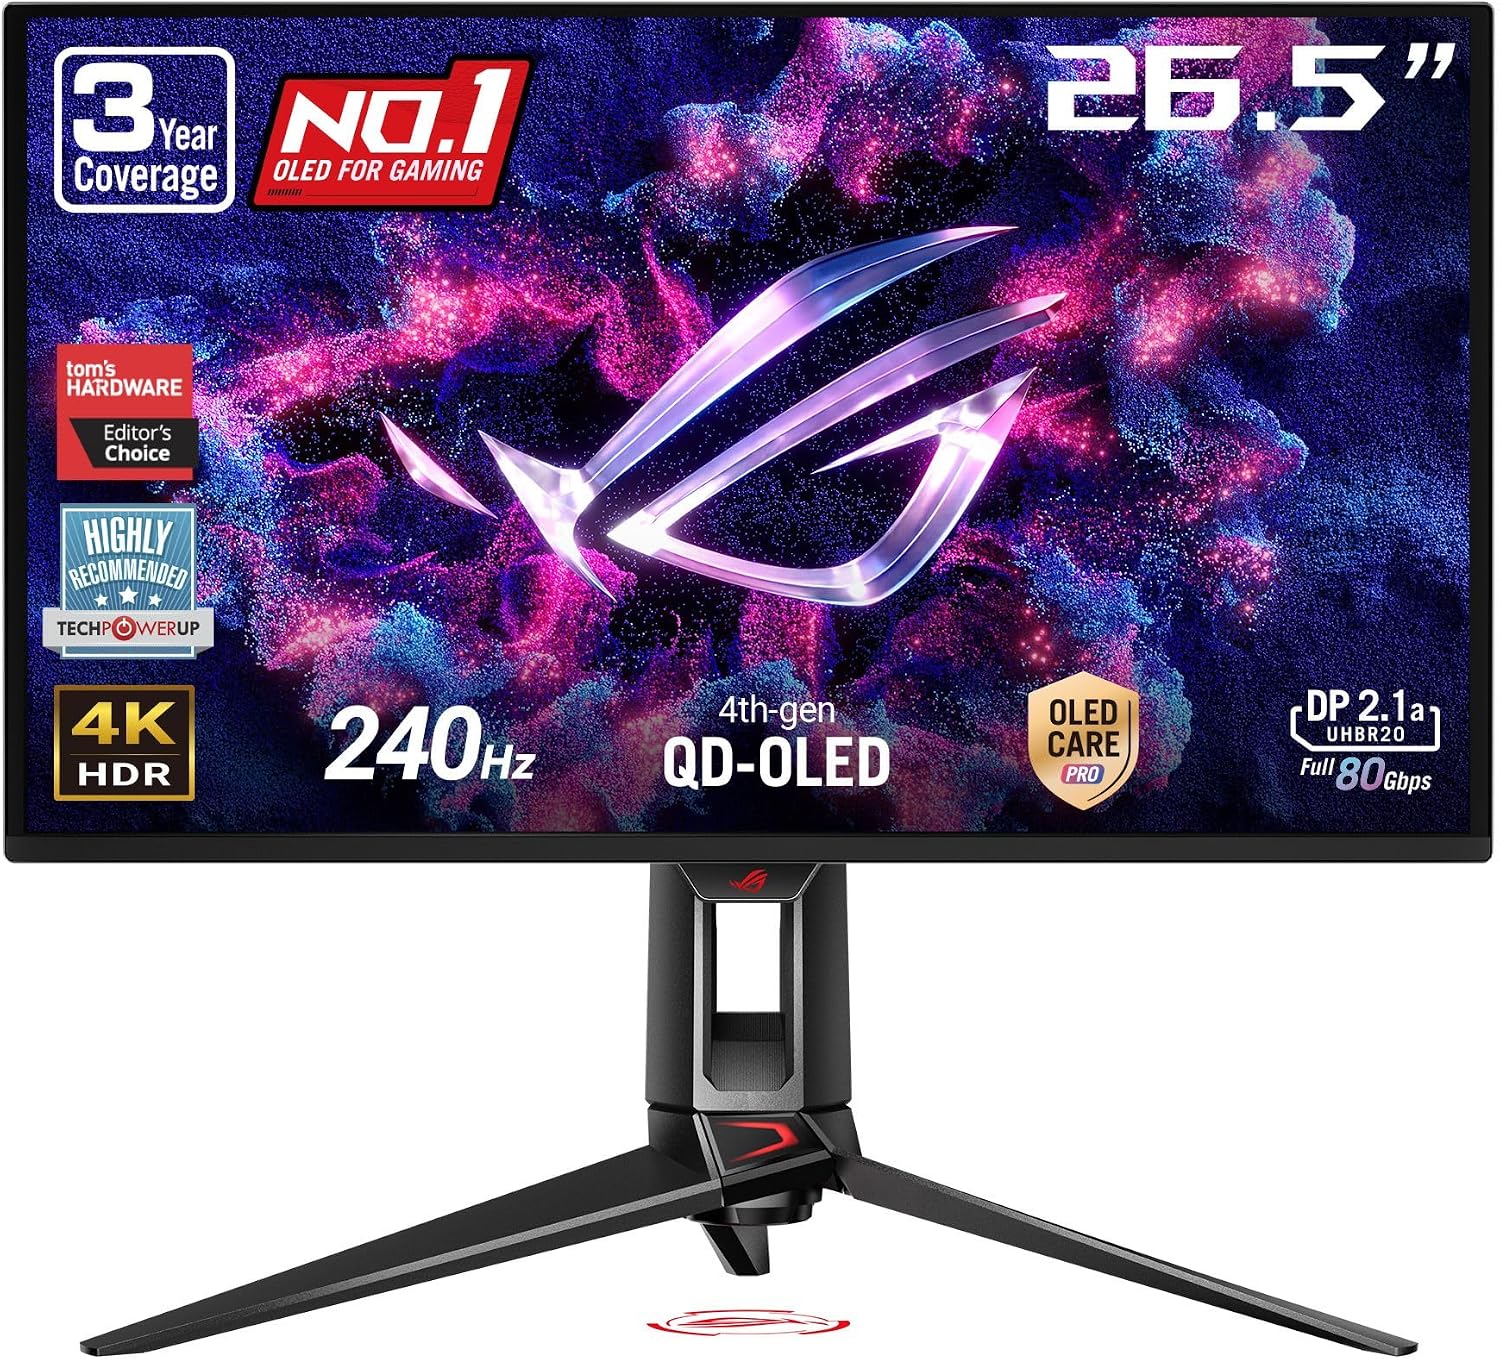 3 Year
Coverage
NO.1
OLED FOR GAMING
26.5”
tom's
HARDWARE
Editor's
Choice
HIGHLY
RECOMMENDED
TECHPOWERUP
4K
HDR
240Hz
4th-gen
QD-OLED
OLED
CARE
PRO
DP 2.1a
UHBR20
Full 80Gbps